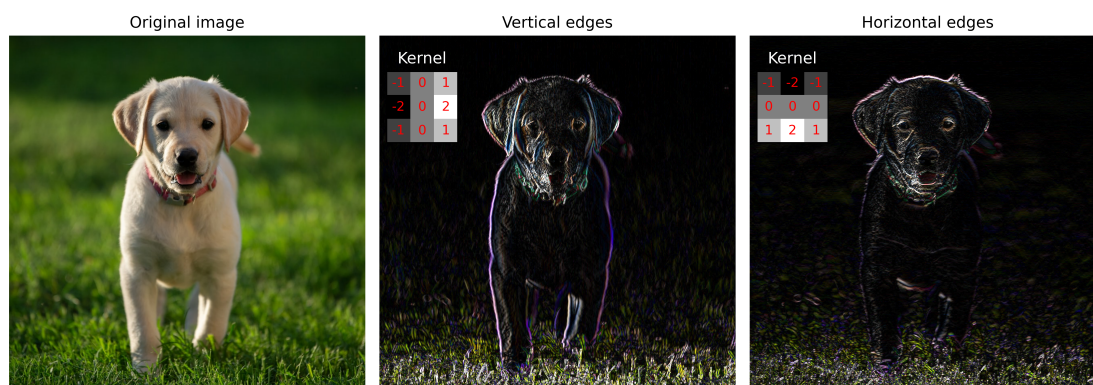 Original image
Vertical edges
Horizontal edges
Kernel
-1 0 1
-2 0 2
-1 0 1
Kernel
-1 -2 -1
0 0 0
1 2 1